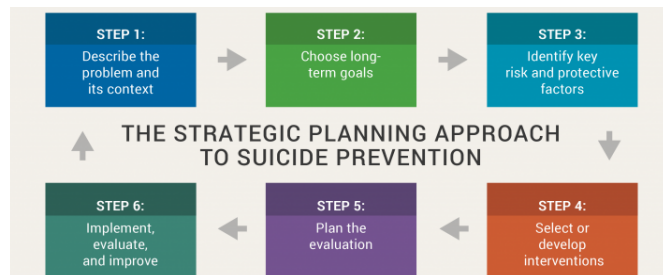 STEP 1:
Describe the
problem and
its context
STEP 2:
Choose long-
term goals
STEP 3:
Identify key
risk and protective
factors
THE STRATEGIC PLANNING APPROACH
TO SUICIDE PREVENTION
STEP 6:
Implement,
evaluate,
and improve
STEP 5:
Plan the
evaluation
STEP 4:
Select or
develop
interventions